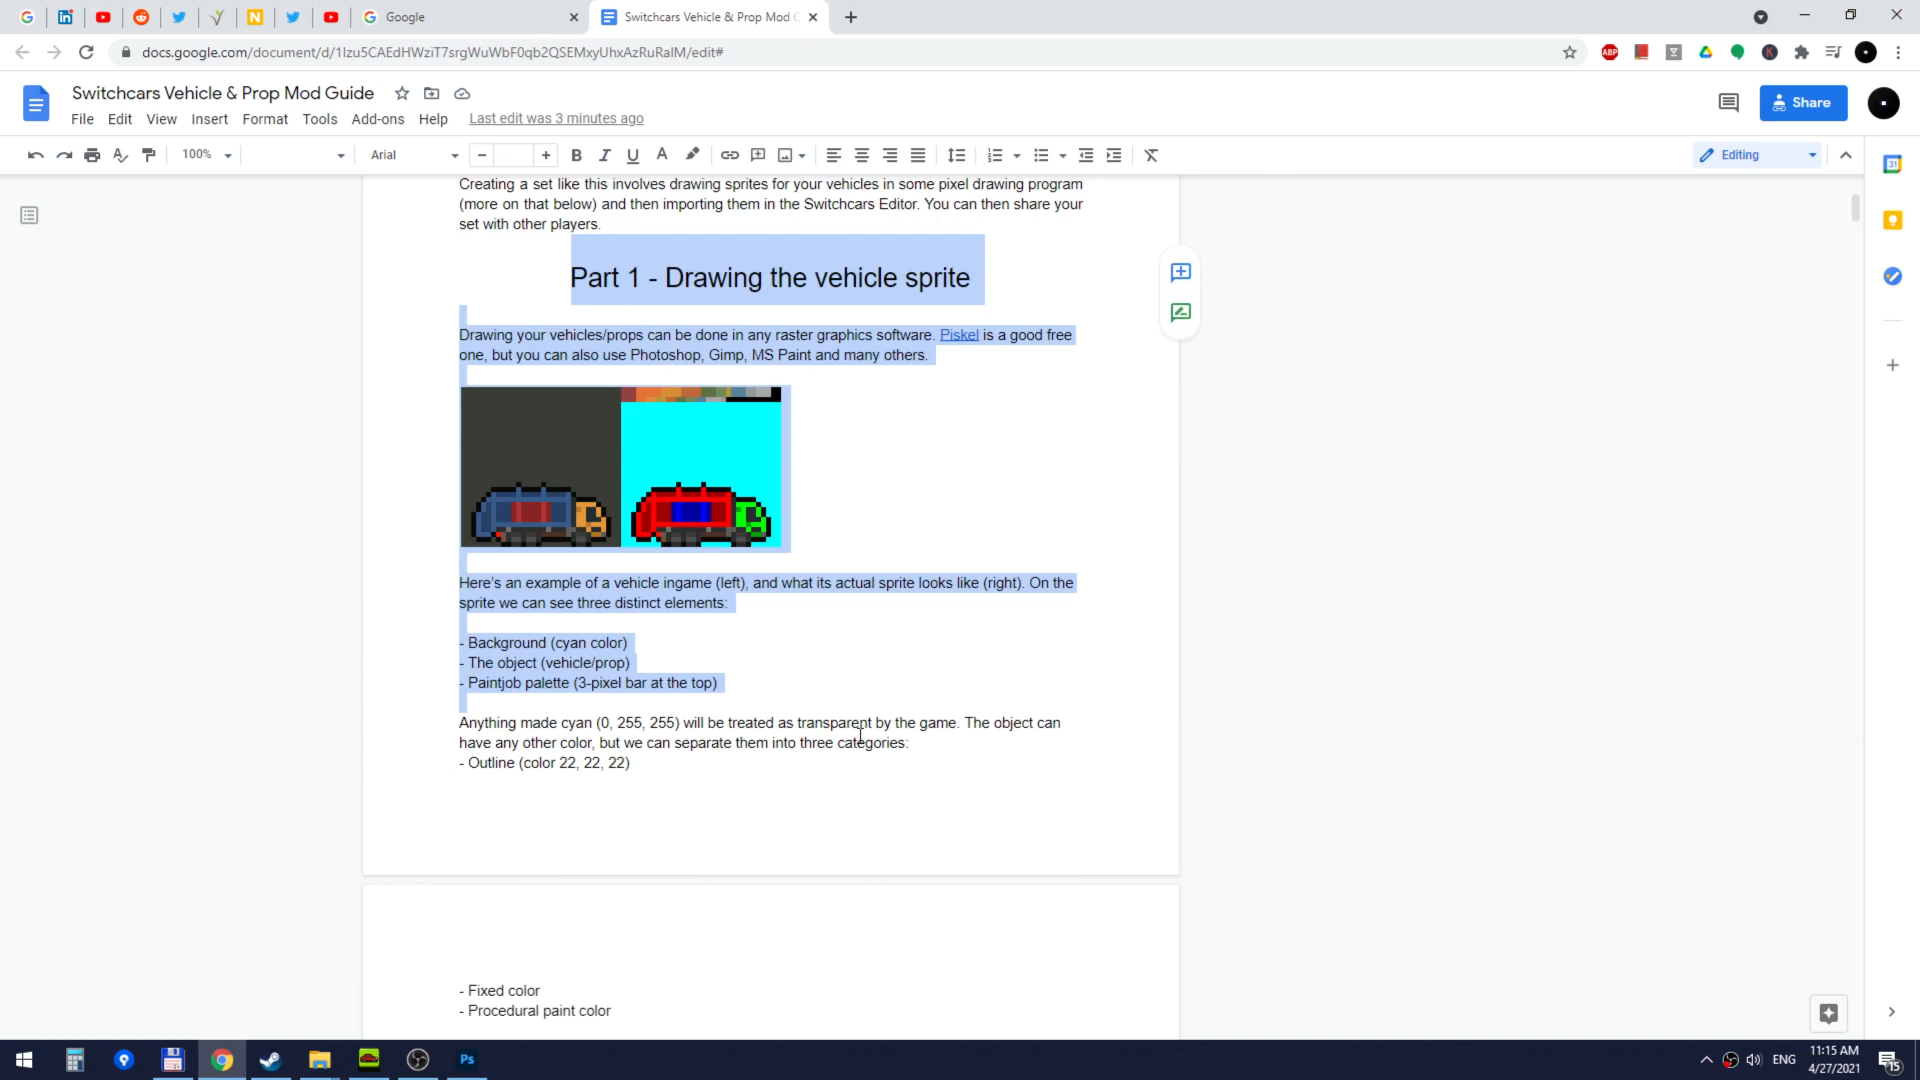 Google
Switchcars Vehicle & Prop Mod G
docs.google.com/document/d/1Izu5CAEdHWziT7srgWuWbF0qb2QSEMxyUhxAzRuRaIM/edit#
ABP
K
Switchcars Vehicle & Prop Mod Guide
Share
File Edit View Insert Format Tools Add-ons Help Last edit was 3 minutes ago
100% Arial B I U A Editing
31
Creating a set like this involves drawing sprites for your vehicles in some pixel drawing program
(more on that below) and then importing them in the Switchcars Editor. You can then share your
set with other players.
Part 1 - Drawing the vehicle sprite
Drawing your vehicles/props can be done in any raster graphics software. Piskel is a good free
one, but you can also use Photoshop, Gimp, MS Paint and many others.
Here's an example of a vehicle ingame (left), and what its actual sprite looks like (right). On the
sprite we can see three distinct elements:
- Background (cyan color)
- The object (vehicle/prop)
- Paintjob palette (3-pixel bar at the top)
Anything made cyan (0, 255, 255) will be treated as transparent by the game. The object can
have any other color, but we can separate them into three categories:
- Outline (color 22, 22, 22)
- Fixed color
- Procedural paint color
Ps
ENG
11:15 AM
4/27/2021
15